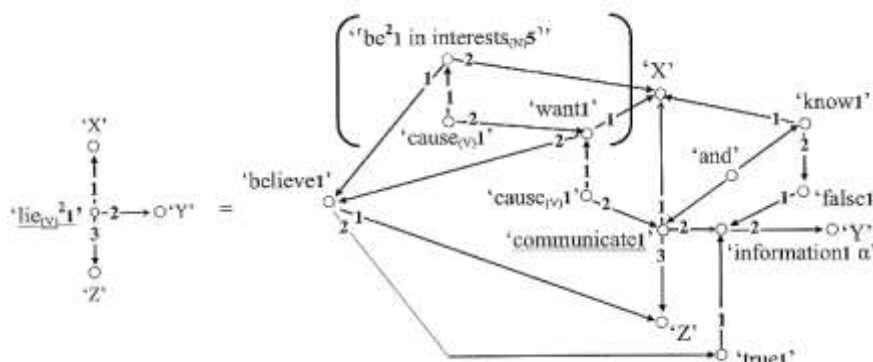 ‘⌜be²1 in interests₍N₎5⌝’
1
2
‘X’
1
‘want1’
‘know1’
2
1
1
‘cause₍V₎1’
2
2
‘X’
‘and’
1
‘believe1’
1
‘cause₍V₎1’
1
‘false1
‘lie₍V₎²1’
2
‘Y’
=
1
2
2
1
3
‘communicate1’
2
2
‘Y’
3
‘information1 α’
‘Z’
1
‘Z’
‘true1’